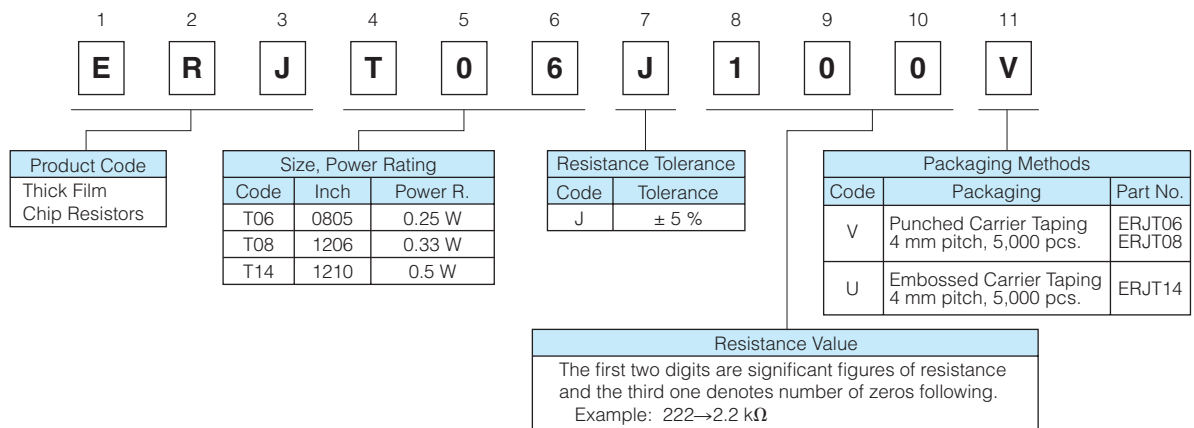 1 2 3 4 5 6 7 8 9 10 11
E R J T 0 6 J 1 0 0 V
Product Code
Thick Film
Chip Resistors
Size, Power Rating
Code Inch Power R.
T06 0805 0.25 W
T08 1206 0.33 W
T14 1210 0.5 W
Resistance Tolerance
Code Tolerance
J ± 5 %
Packaging Methods
Code Packaging Part No.
V Punched Carrier Taping ERJT06
4 mm pitch, 5,000 pcs. ERJT08
U Embossed Carrier Taping ERJT14
4 mm pitch, 5,000 pcs.
Resistance Value
The first two digits are significant figures of resistance
and the third one denotes number of zeros following.
Example: 222→2.2 kΩ